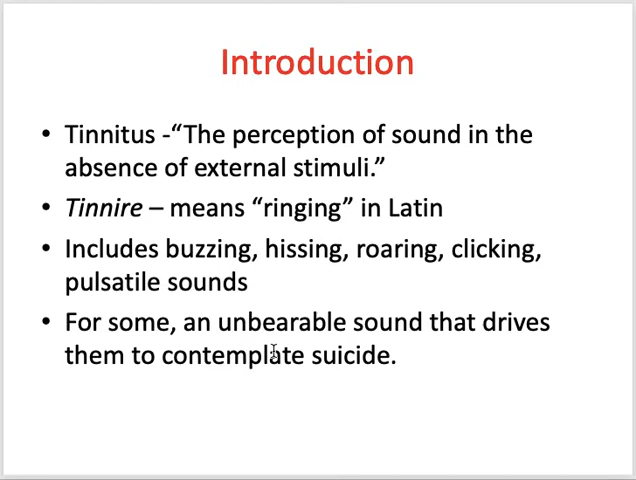 Introduction
• Tinnitus -“The perception of sound in the
absence of external stimuli.”
• Tinnire – means “ringing” in Latin
• Includes buzzing, hissing, roaring, clicking,
pulsatile sounds
• For some, an unbearable sound that drives
them to contemplate suicide.